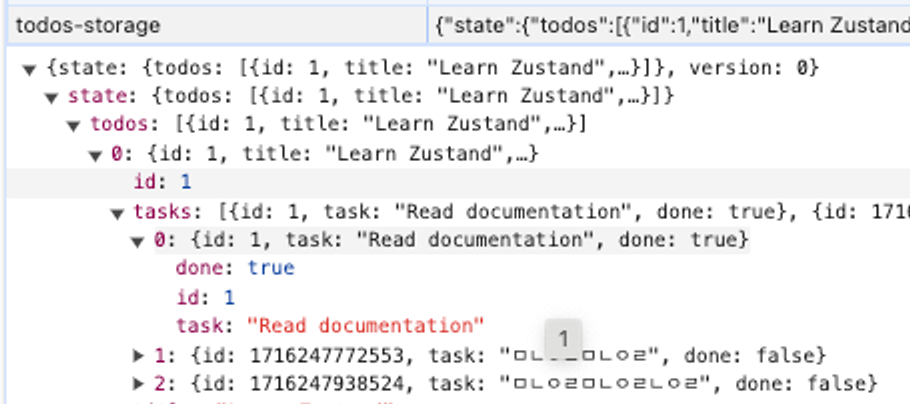 todos-storage {"state":{"todos":[{"id":1,"title":"Learn Zustand
▼ {state: {todos: [{id: 1, title: "Learn Zustand",…}]}, version: 0}
▼ state: {todos: [{id: 1, title: "Learn Zustand",…}]}
▼ todos: [{id: 1, title: "Learn Zustand",…}]
▼ 0: {id: 1, title: "Learn Zustand",…}
id: 1
▼ tasks: [{id: 1, task: "Read documentation", done: true}, {id: 1716
▼ 0: {id: 1, task: "Read documentation", done: true}
done: true
id: 1
task: "Read documentation"
1
▶ 1: {id: 1716247772553, task: "ㅁㄴㅇㄹㅁㄴㅇㄹ", done: false}
▶ 2: {id: 1716247938524, task: "ㅁㄴㅇㄹㅁㄴㅇㄹㄴㅇㄹ", done: false}